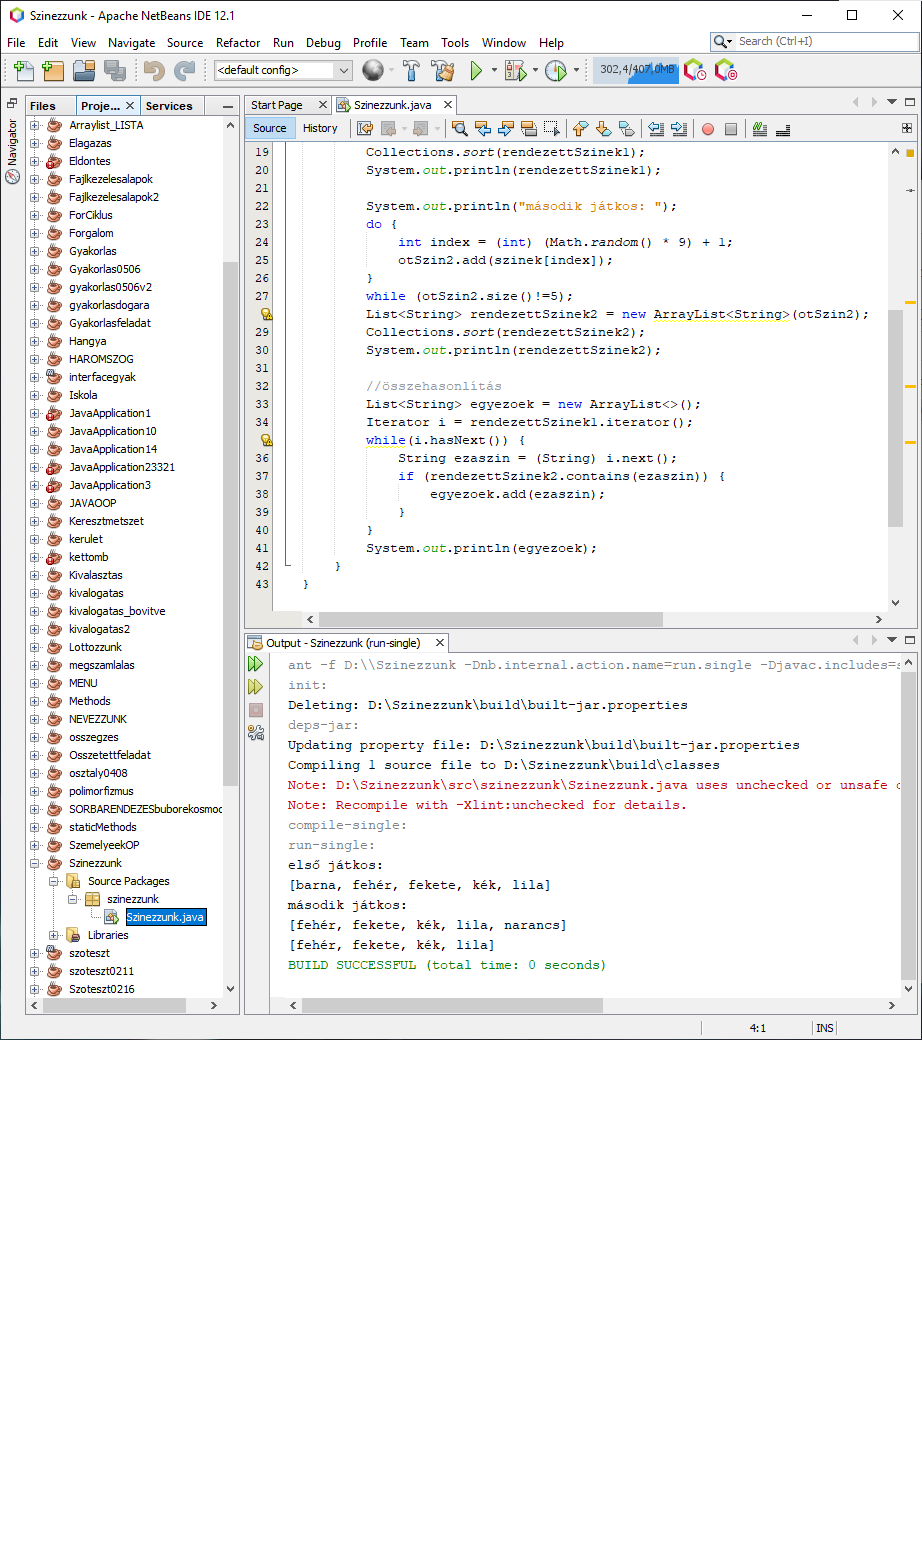 Szinezzunk - Apache NetBeans IDE 12.1
File Edit View Navigate Source Refactor Run Debug Profile Team Tools Window Help
Search (Ctrl+I)
<default config>
302,4/407,0MB
Navigator
Files Proje... Services
Arraylist_LISTA
Elagazas
Eldontes
Fajlkezelesalapok
Fajlkezelesalapok2
ForCiklus
Forgalom
Gyakorlas
Gyakorlas0506
gyakorlas0506v2
gyakorlasdogara
Gyakorlasfeladat
Hangya
HAROMSZOG
interfacegyak
Iskola
JavaApplication1
JavaApplication10
JavaApplication14
JavaApplication23321
JavaApplication3
JAVAOOP
Keresztmetszet
kerulet
kettomb
Kivalasztas
kivalogatas
kivalogatas_bovitve
kivalogatas2
Lottozzunk
megszamlalas
MENU
Methods
NEVEZZUNK
osszegzes
Osszetettfeladat
osztaly0408
polimorfizmus
SORBARENDEZESbuborekosmod
staticMethods
SzemelyeekOP
Szinezzunk
Source Packages
szinezzunk
Szinezzunk.java
Libraries
szoteszt
szoteszt0211
Szoteszt0216
Start Page Szinezzunk.java
Source History
19 Collections.sort(rendezettSzinek1);
20 System.out.println(rendezettSzinek1);
21
22 System.out.println("második játkos: ");
23 do {
24 int index = (int) (Math.random() * 9) + 1;
25 otSzin2.add(szinek[index]);
26 }
27 while (otSzin2.size()!=5);
List<String> rendezettSzinek2 = new ArrayList<String>(otSzin2);
29 Collections.sort(rendezettSzinek2);
30 System.out.println(rendezettSzinek2);
31
32 //összehasonlítás
33 List<String> egyezoek = new ArrayList<>();
34 Iterator i = rendezettSzinek1.iterator();
while(i.hasNext()) {
36 String ezaszin = (String) i.next();
37 if (rendezettSzinek2.contains(ezaszin)) {
38 egyezoek.add(ezaszin);
39 }
40 }
41 System.out.println(egyezoek);
42 }
43 }
Output - Szinezzunk (run-single)
ant -f D:\\Szinezzunk -Dnb.internal.action.name=run.single -Djavac.includes=s
init:
Deleting: D:\Szinezzunk\build\built-jar.properties
deps-jar:
Updating property file: D:\Szinezzunk\build\built-jar.properties
Compiling 1 source file to D:\Szinezzunk\build\classes
Note: D:\Szinezzunk\src\szinezzunk\Szinezzunk.java uses unchecked or unsafe o
Note: Recompile with -Xlint:unchecked for details.
compile-single:
run-single:
első játkos:
[barna, fehér, fekete, kék, lila]
második játkos:
[fehér, fekete, kék, lila, narancs]
[fehér, fekete, kék, lila]
BUILD SUCCESSFUL (total time: 0 seconds)
4:1 INS